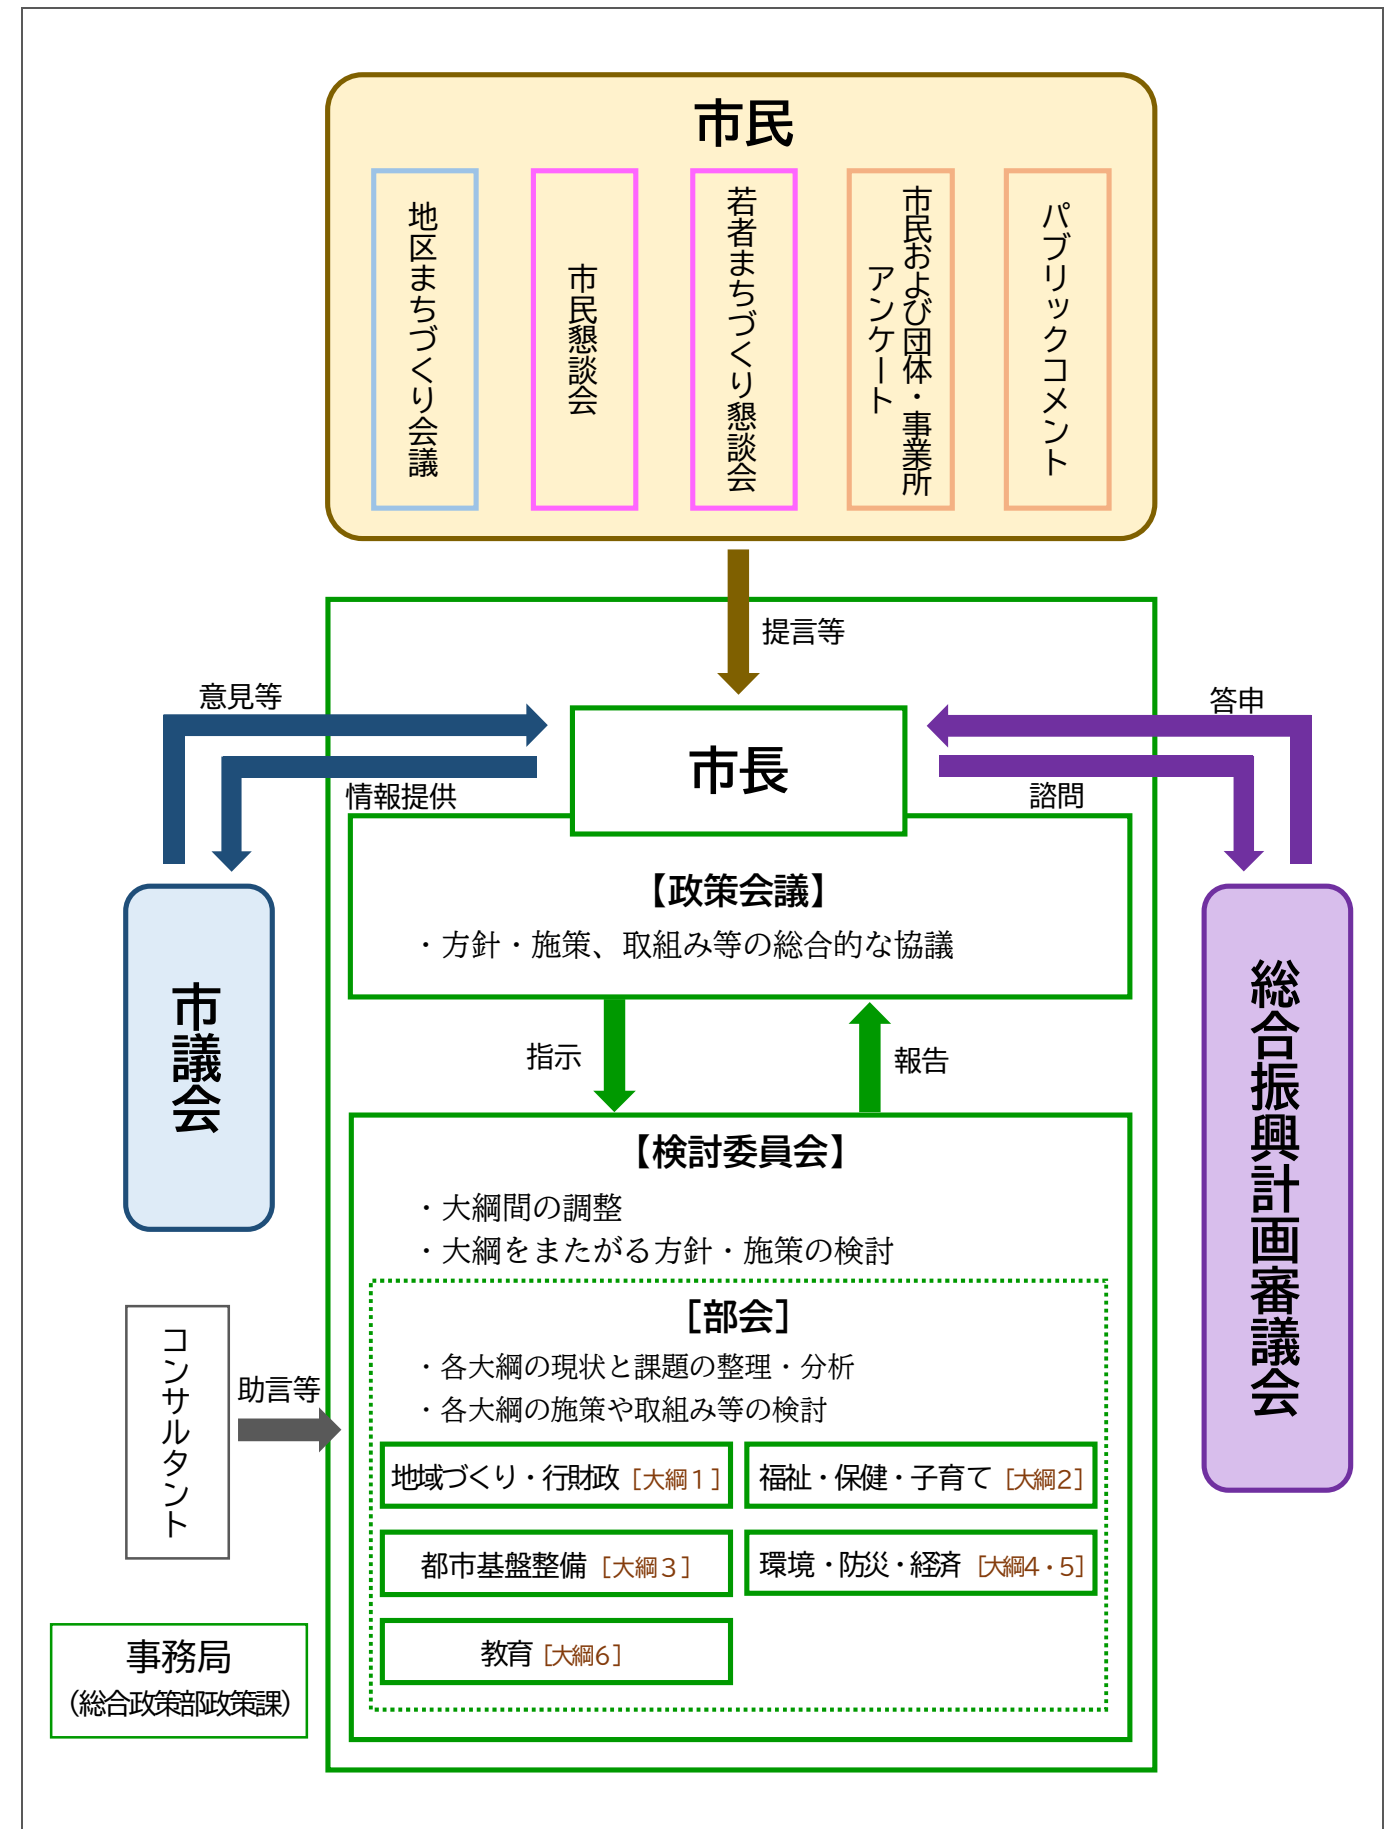 市民
地区まちづくり会議
市民懇談会
若者まちづくり懇談会
市民および団体・事業所
アンケート
パブリックコメント
提言等
意見等
答申
市長
情報提供
諮問
【政策会議】
・方針・施策、取組み等の総合的な協議
市議会
総合振興計画審議会
指示
報告
【検討委員会】
・大綱間の調整
・大綱をまたがる方針・施策の検討
［部会］
・各大綱の現状と課題の整理・分析
・各大綱の施策や取組み等の検討
コンサルタント
助言等
地域づくり・行財政［大綱１］
福祉・保健・子育て［大綱2］
都市基盤整備［大綱３］
環境・防災・経済［大綱4・5］
教育［大綱6］
事務局
（総合政策部政策課）